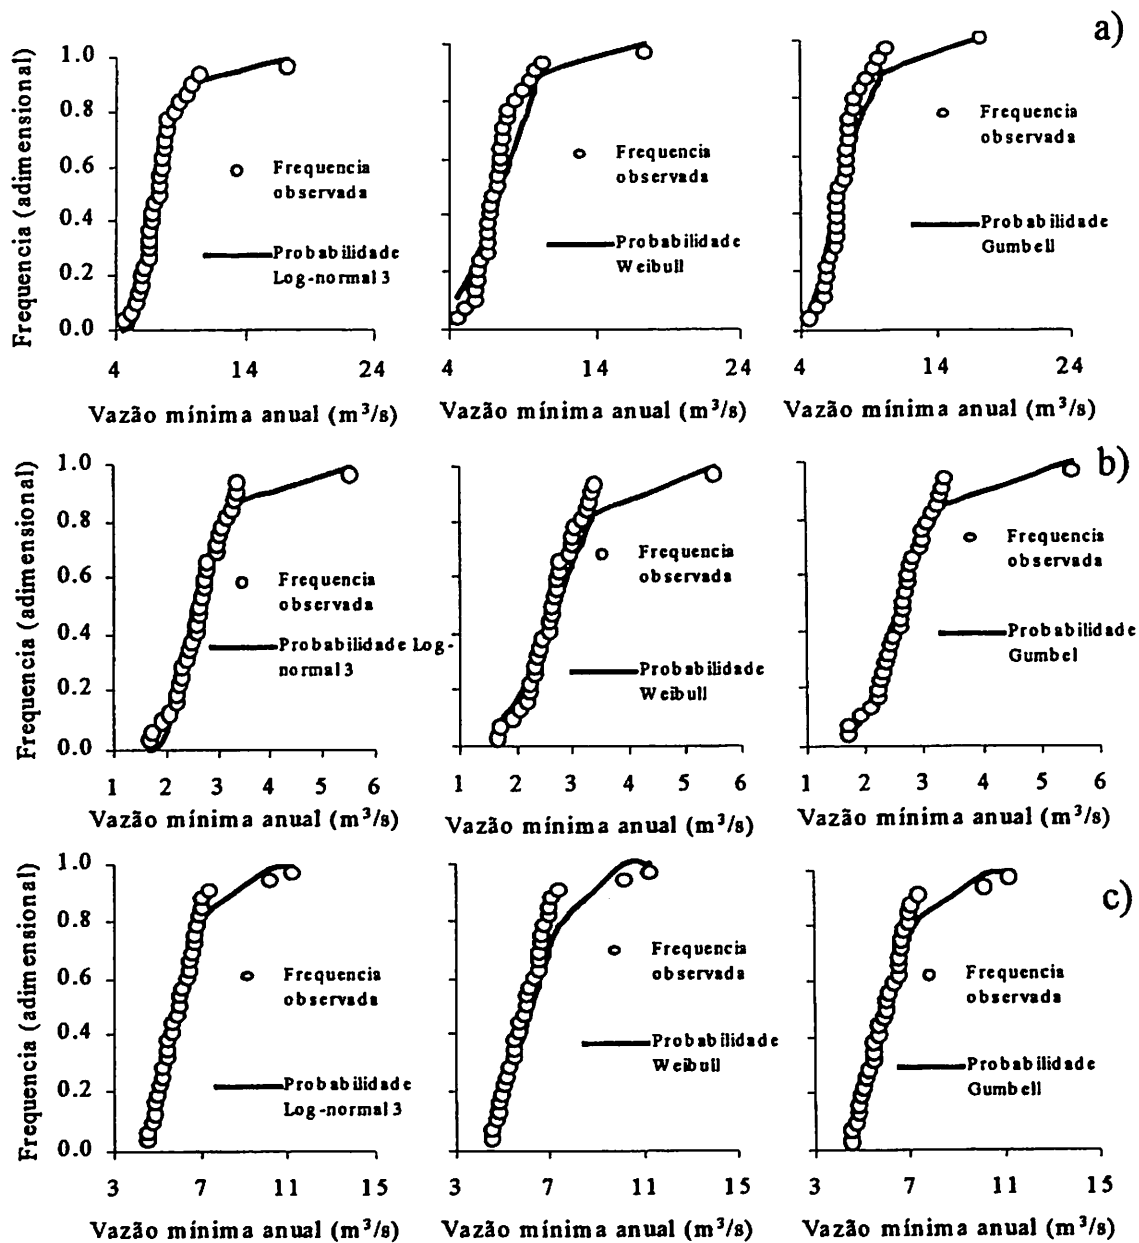 a)
Frequencia (adimensional)
1.0
0.8
0.6
0.4
0.2
0.0
Frequencia
observada
Probabilidade
Log-normal 3
4 14 24
Vazão mínima anual (m³/s)
Frequencia
observada
Probabilidade
Weibull
4 14 24
Vazão mínima anual (m³/s)
Frequencia
observada
Probabilidade
Gumbell
4 14 24
Vazão mínima anual (m³/s)
b)
Frequencia (adimensional)
1.0
0.8
0.6
0.4
0.2
0.0
Frequencia
observada
Probabilidade Log-
normal 3
1 2 3 4 5 6
Vazão mínima anual (m³/s)
Frequencia
observada
Probabilidade
Weibull
1 2 3 4 5 6
Vazão mínima anual (m³/s)
Frequencia
observada
Probabilidade
Gumbel
1 2 3 4 5 6
Vazão mínima anual (m³/s)
c)
Frequencia (adimensional)
1.0
0.8
0.6
0.4
0.2
0.0
Frequencia
observada
Probabilidade
Log-normal 3
3 7 11 15
Vazão mínima anual (m³/s)
Frequencia
observada
Probabilidade
Weibull
3 7 11 15
Vazão mínima anual (m³/s)
Frequencia
observada
Probabilidade
Gumbell
3 7 11 15
Vazão mínima anual (m³/s)